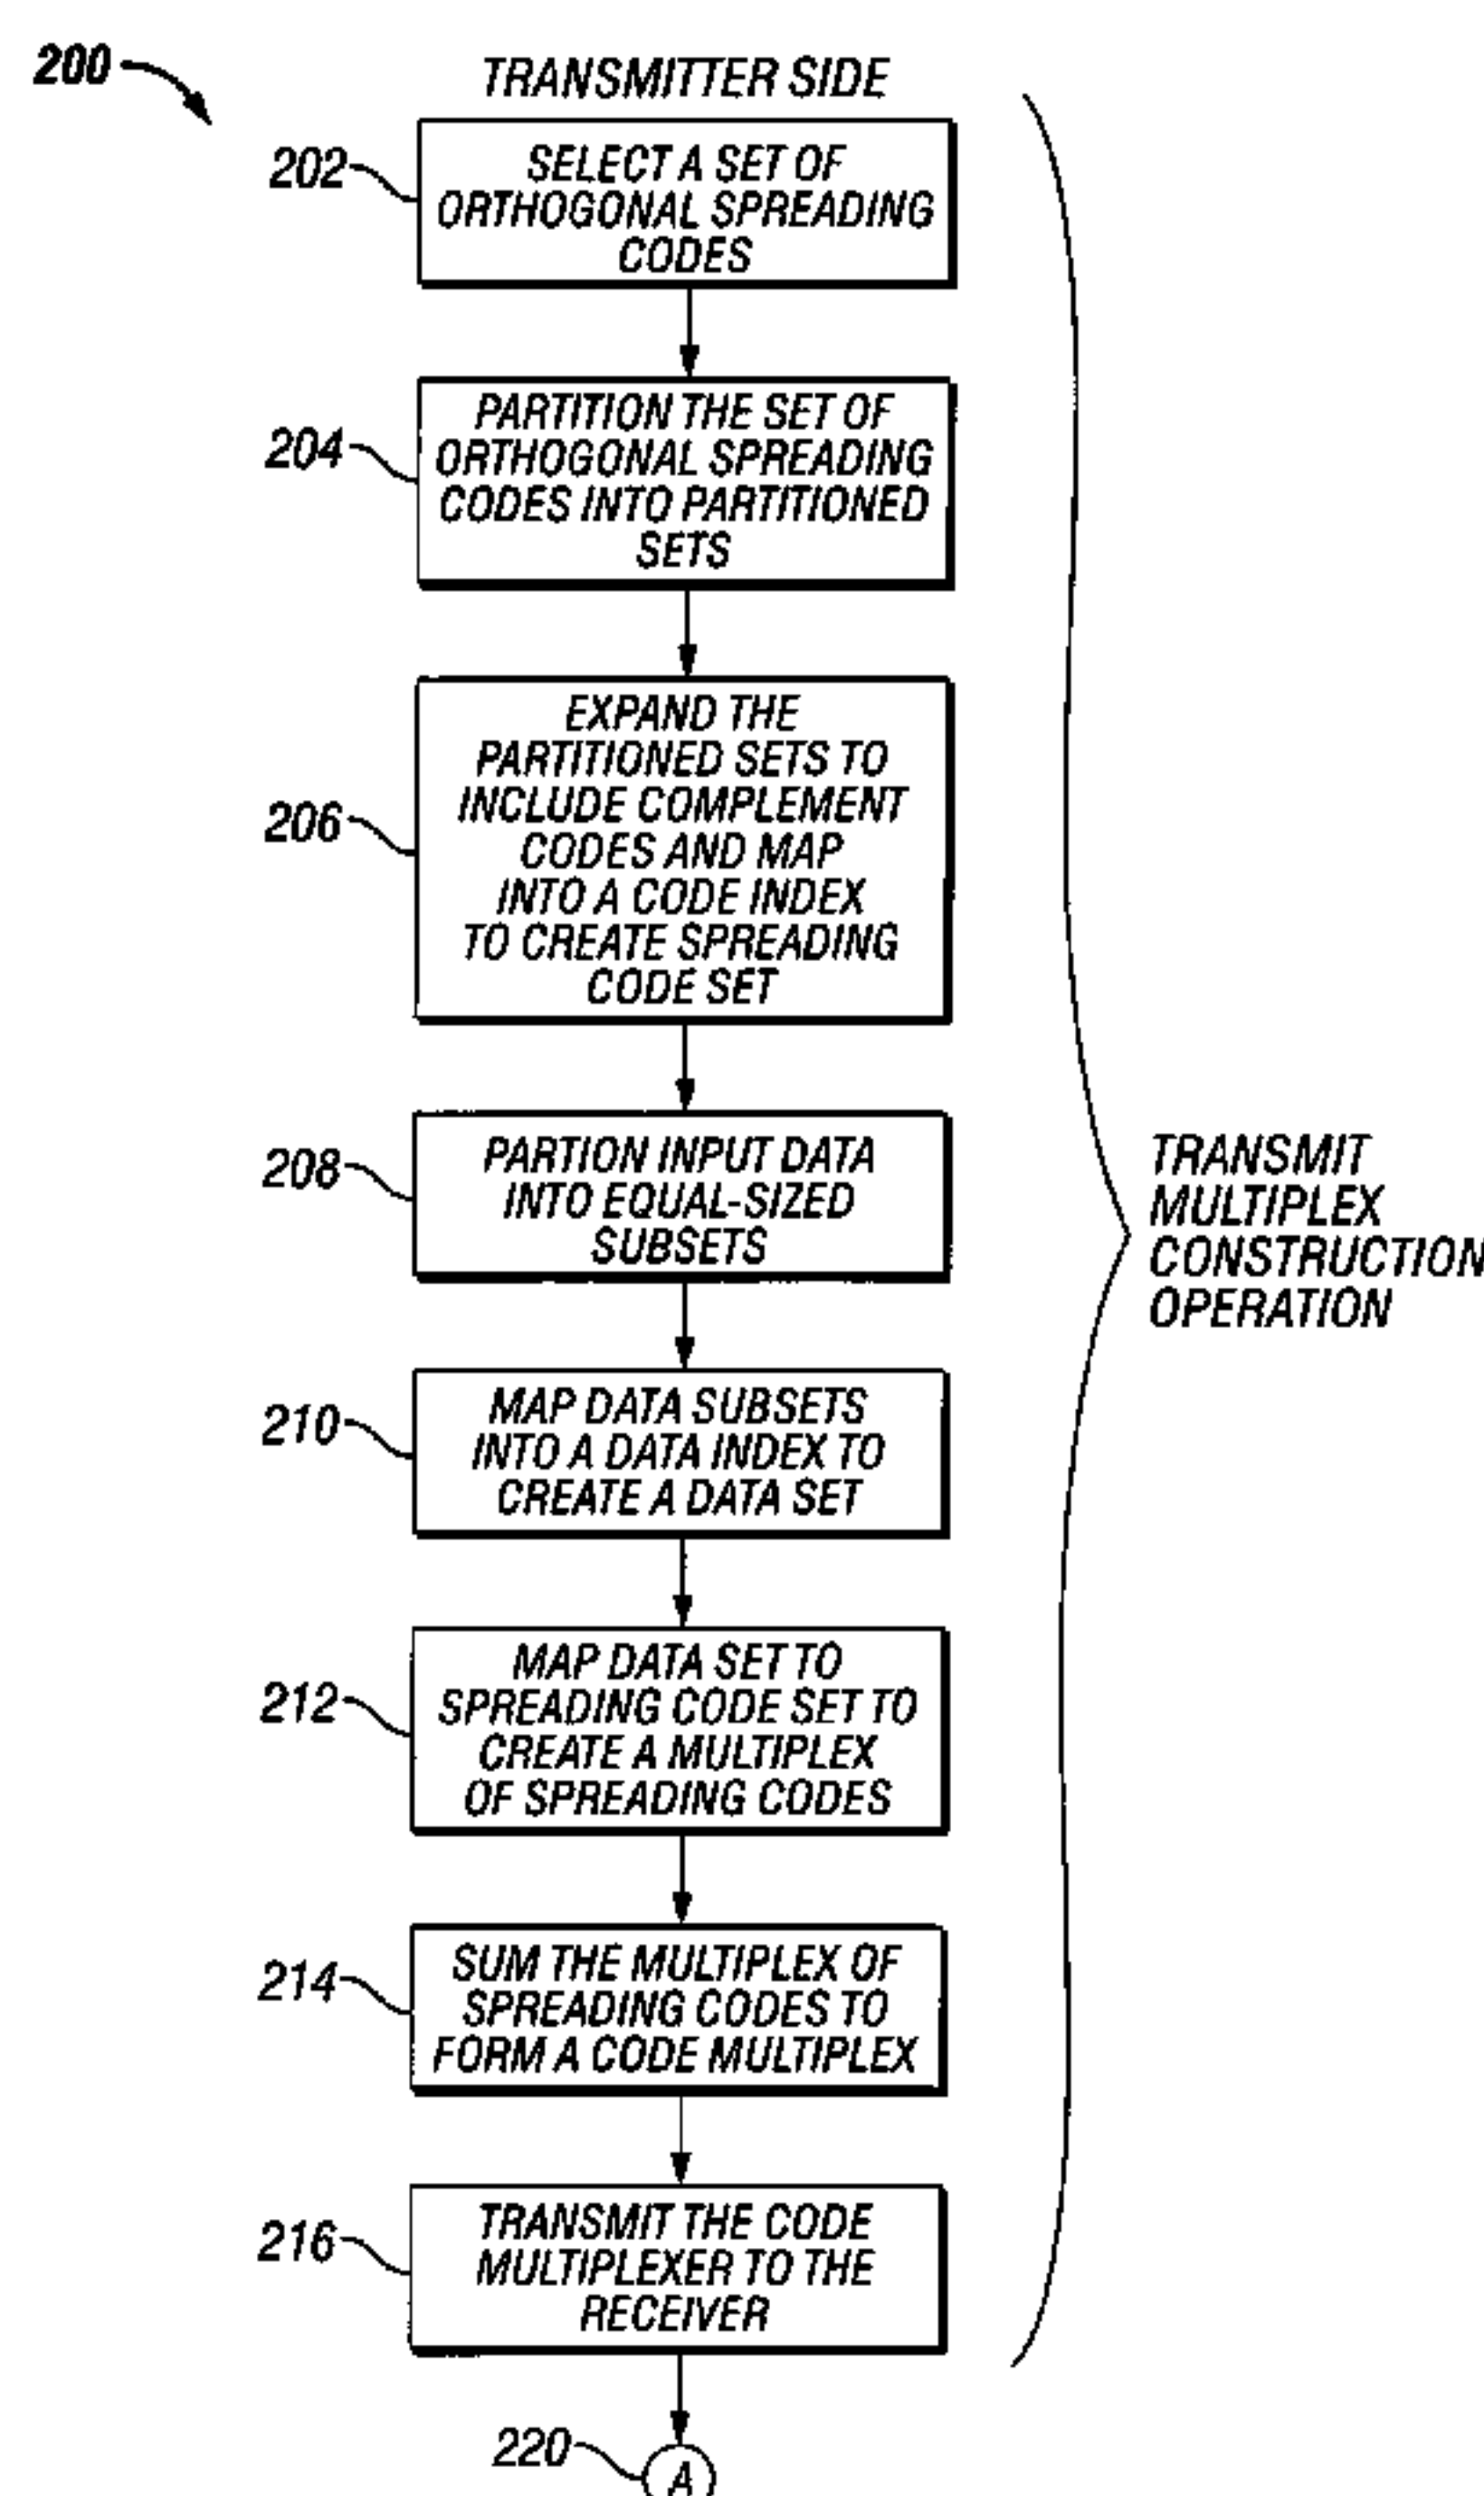 200
TRANSMITTER SIDE
202
SELECT A SET OF
ORTHOGONAL SPREADING
CODES
204
PARTITION THE SET OF
ORTHOGONAL SPREADING
CODES INTO PARTITIONED
SETS
206
EXPAND THE
PARTITIONED SETS TO
INCLUDE COMPLEMENT
CODES AND MAP
INTO A CODE INDEX
TO CREATE SPREADING
CODE SET
208
PARTION INPUT DATA
INTO EQUAL-SIZED
SUBSETS
TRANSMIT
MULTIPLEX
CONSTRUCTION
OPERATION
210
MAP DATA SUBSETS
INTO A DATA INDEX TO
CREATE A DATA SET
212
MAP DATA SET TO
SPREADING CODE SET TO
CREATE A MULTIPLEX
OF SPREADING CODES
214
SUM THE MULTIPLEX OF
SPREADING CODES TO
FORM A CODE MULTIPLEX
216
TRANSMIT THE CODE
MULTIPLEXER TO THE
RECEIVER
220
A